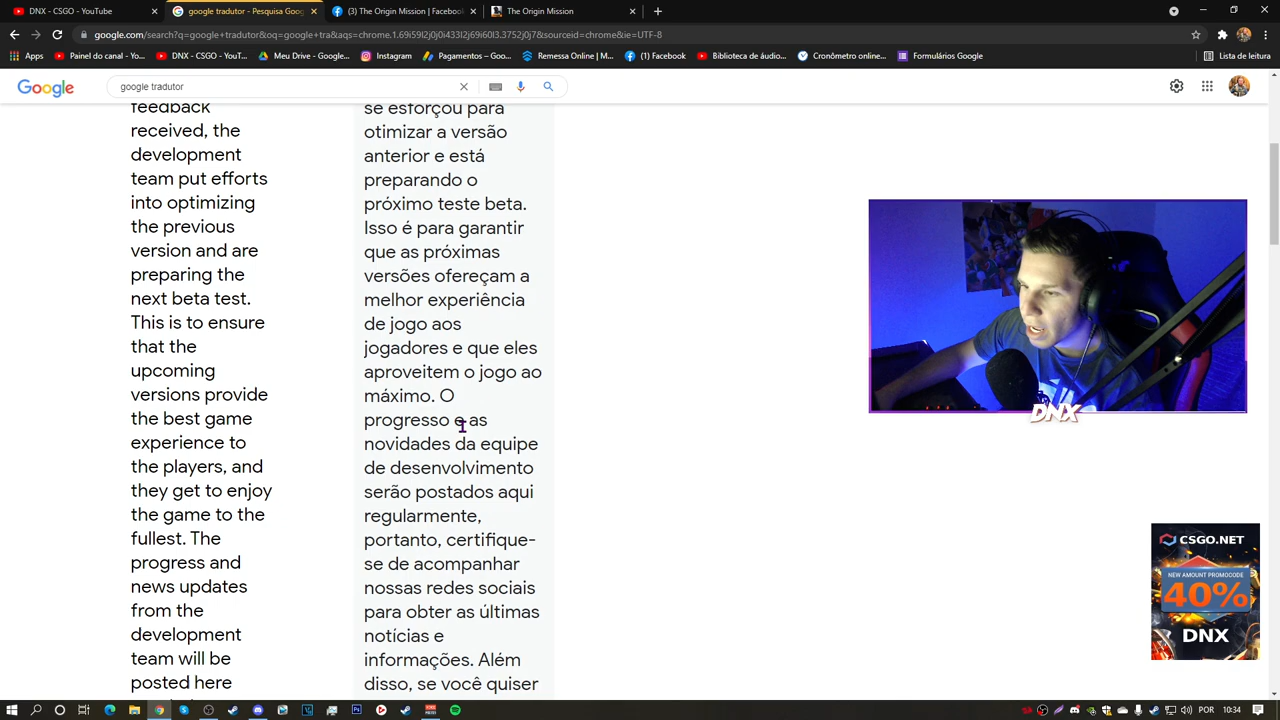 DNX - CSGO - YouTube
google tradutor - Pesquisa Goog
(3) The Origin Mission | Facebook
The Origin Mission
google.com/search?q=google+tradutor&oq=google+tra&aqs=chrome.1.69i59l2j0j0i433l2j69i60l3.3752j0j7&sourceid=chrome&ie=UTF-8
Apps
Painel do canal - Yo...
DNX - CSGO - YouT...
Meu Drive - Google...
Instagram
Pagamentos – Goo...
Remessa Online | M...
(1) Facebook
Biblioteca de áudio...
Cronômetro online...
Formulários Google
Lista de leitura
Google
google tradutor
feedback
received, the
development
team put efforts
into optimizing
the previous
version and are
preparing the
next beta test.
This is to ensure
that the
upcoming
versions provide
the best game
experience to
the players, and
they get to enjoy
the game to the
fullest. The
progress and
news updates
from the
development
team will be
posted here
se esforçou para
otimizar a versão
anterior e está
preparando o
próximo teste beta.
Isso é para garantir
que as próximas
versões ofereçam a
melhor experiência
de jogo aos
jogadores e que eles
aproveitem o jogo ao
máximo. O
progresso e as
novidades da equipe
de desenvolvimento
serão postados aqui
regularmente,
portanto, certifique-
se de acompanhar
nossas redes sociais
para obter as últimas
notícias e
informações. Além
disso, se você quiser
DNX
CSGO.NET
NEW AMOUNT PROMOCODE
40%
DNX
POR
10:34